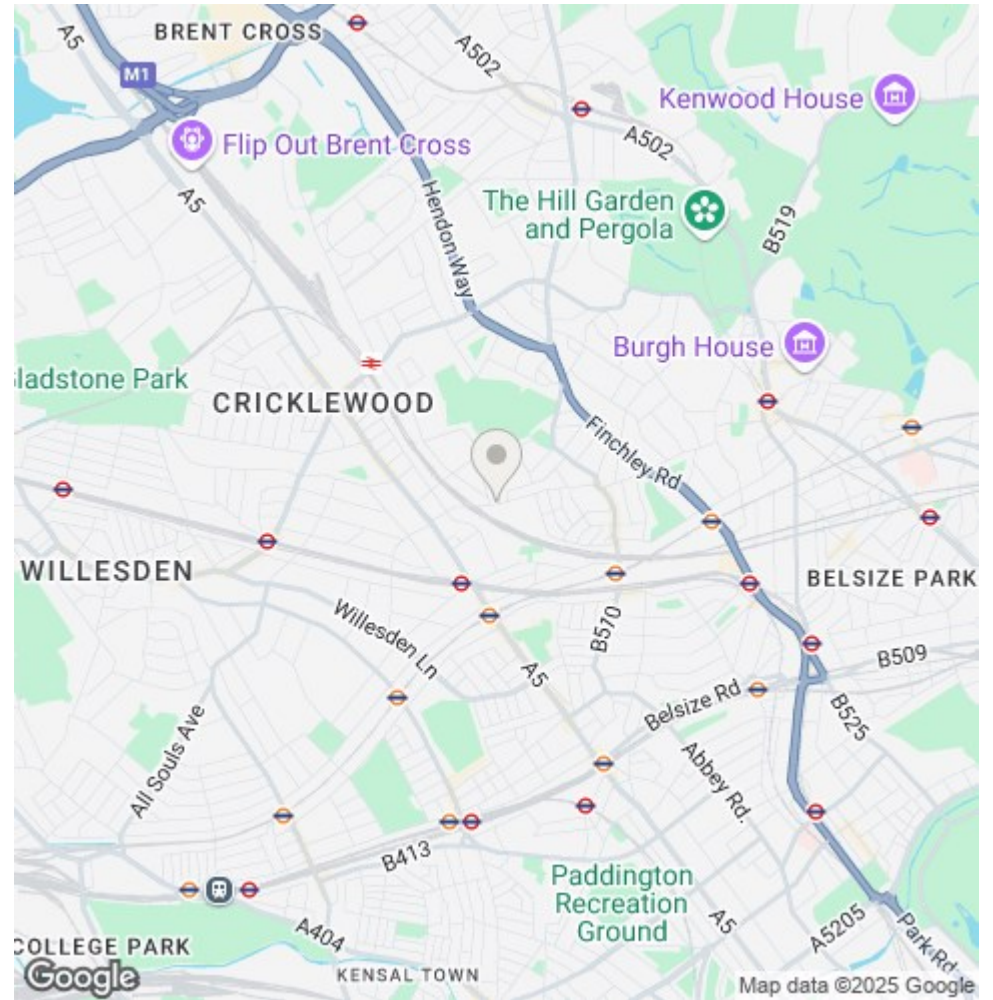 A5
BRENT CROSS
A502
M1
Kenwood House
Flip Out Brent Cross
A502
A5
The Hill Garden
and Pergola
Hendon Way
B519
Burgh House
Gladstone Park
CRICKLEWOOD
Finchley Rd
WILLESDEN
BELSIZE PARK
Willesden Ln
B510
A5
B509
Belsize Rd
B525
All Souls Ave
Abbey Rd.
B413
Paddington
Recreation
Ground
A5
A5205
Park Rd
A404
COLLEGE PARK
KENSAL TOWN
Google
Map data ©2025 Google